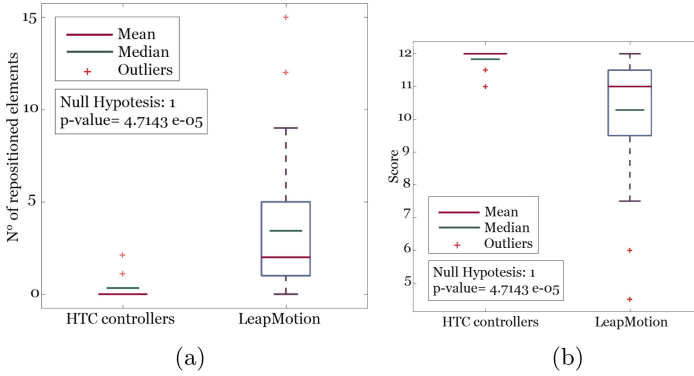 15
10
5
0
Nº of repositioned elements
Mean
Median
Outliers
Null Hypotesis: 1
p-value= 4.7143 e-05
HTC controllers
LeapMotion
(a)
12
11
10
9
8
7
6
5
Score
Mean
Median
Outliers
Null Hypotesis: 1
p-value= 4.7143 e-05
HTC controllers
LeapMotion
(b)